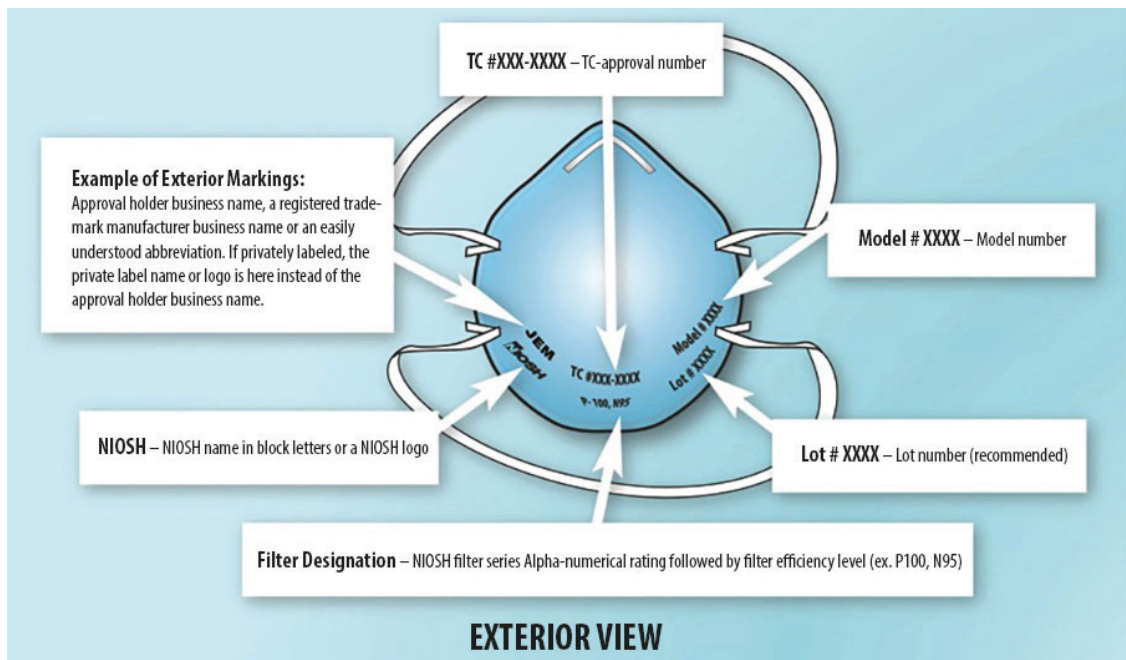 TC #XXX-XXXX – TC-approval number
Example of Exterior Markings:
Approval holder business name, a registered trade-
mark manufacturer business name or an easily
understood abbreviation. If privately labeled, the
private label name or logo is here instead of the
approval holder business name.
Model # XXXX – Model number
JEM
NIOSH
TC #XXX-XXXX
P-100, N95
Model # XXXX
Lot # XXXX
NIOSH – NIOSH name in block letters or a NIOSH logo
Lot # XXXX – Lot number (recommended)
Filter Designation – NIOSH filter series Alpha-numerical rating followed by filter efficiency level (ex. P100, N95)
EXTERIOR VIEW